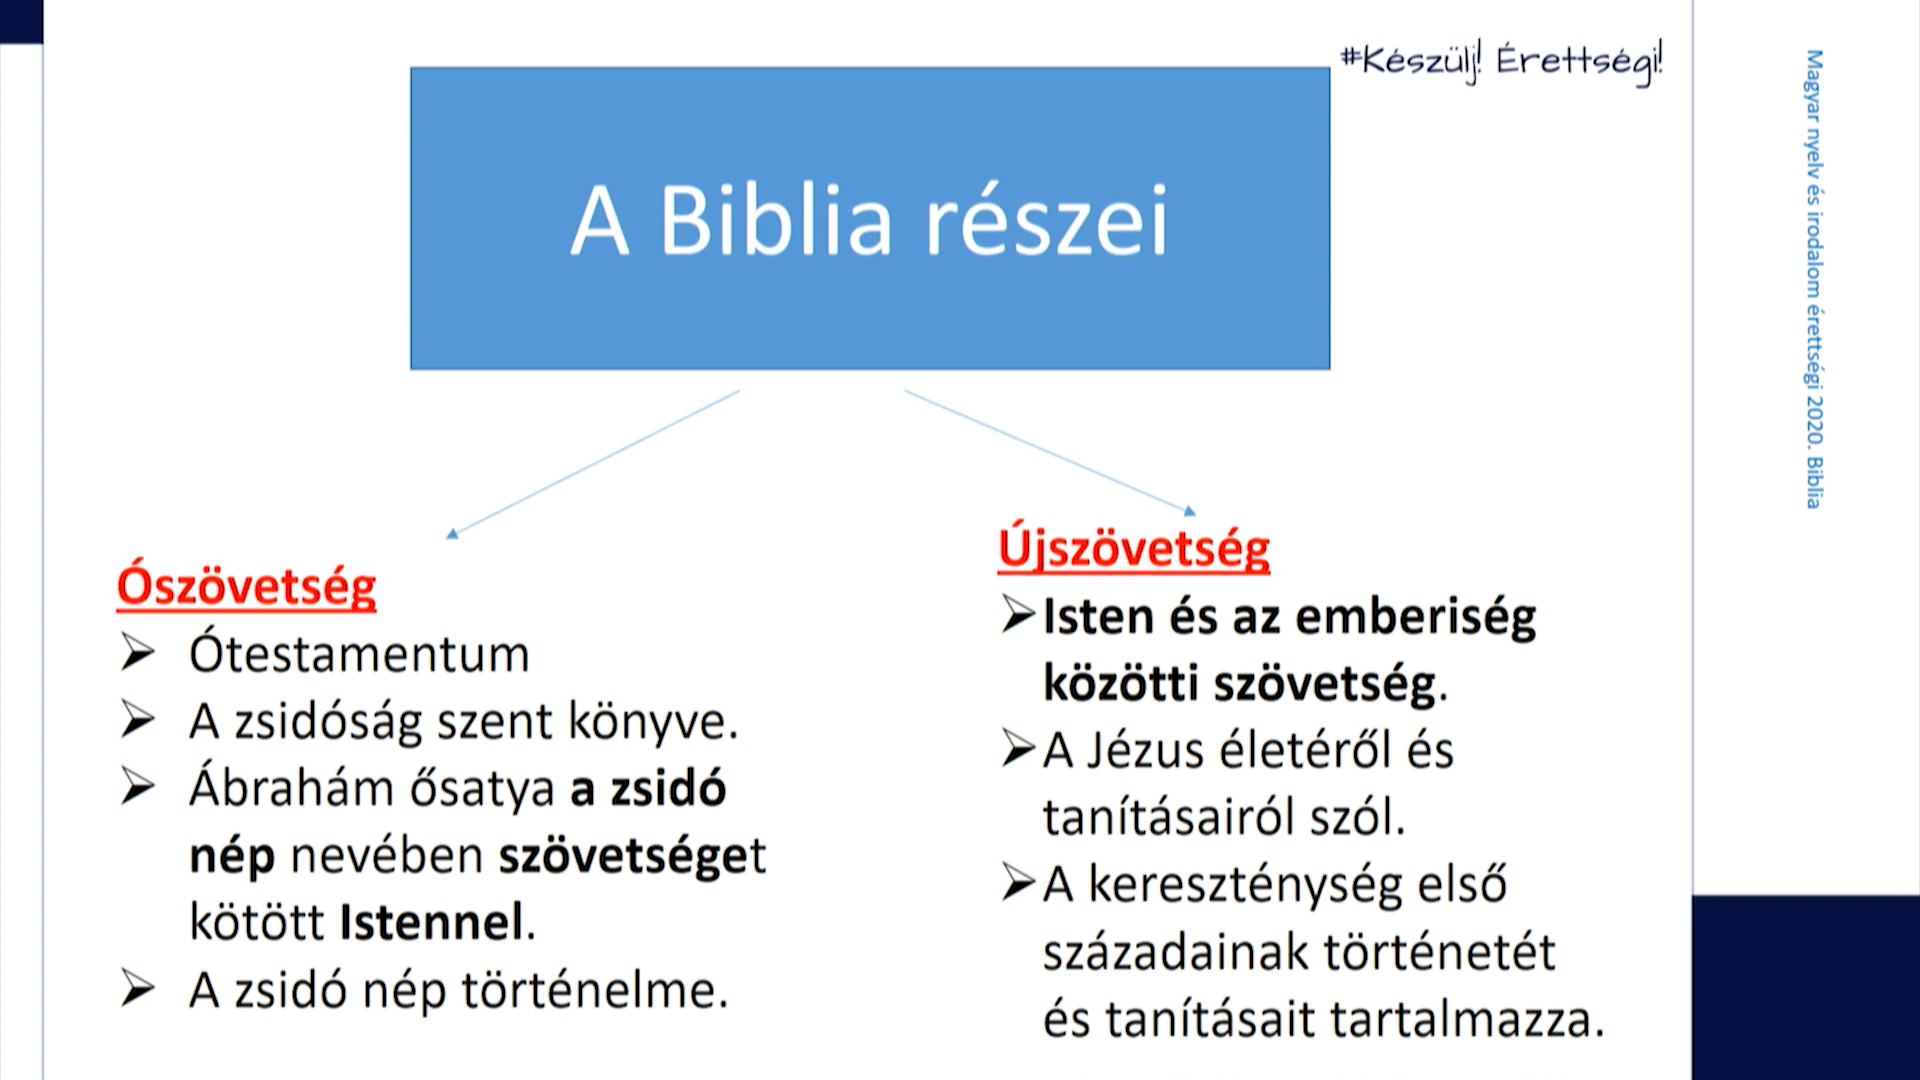 #Készülj! Érettségi!
A Biblia részei
Ószövetség
Ótestamentum
A zsidóság szent könyve.
Ábrahám ősatya a zsidó
nép nevében szövetséget
kötött Istennel.
A zsidó nép történelme.
Újszövetség
Isten és az emberiség
közötti szövetség.
A Jézus életéről és
tanításairól szól.
A kereszténység első
századainak történetét
és tanításait tartalmazza.
Magyar nyelv és irodalom érettségi 2020. Biblia